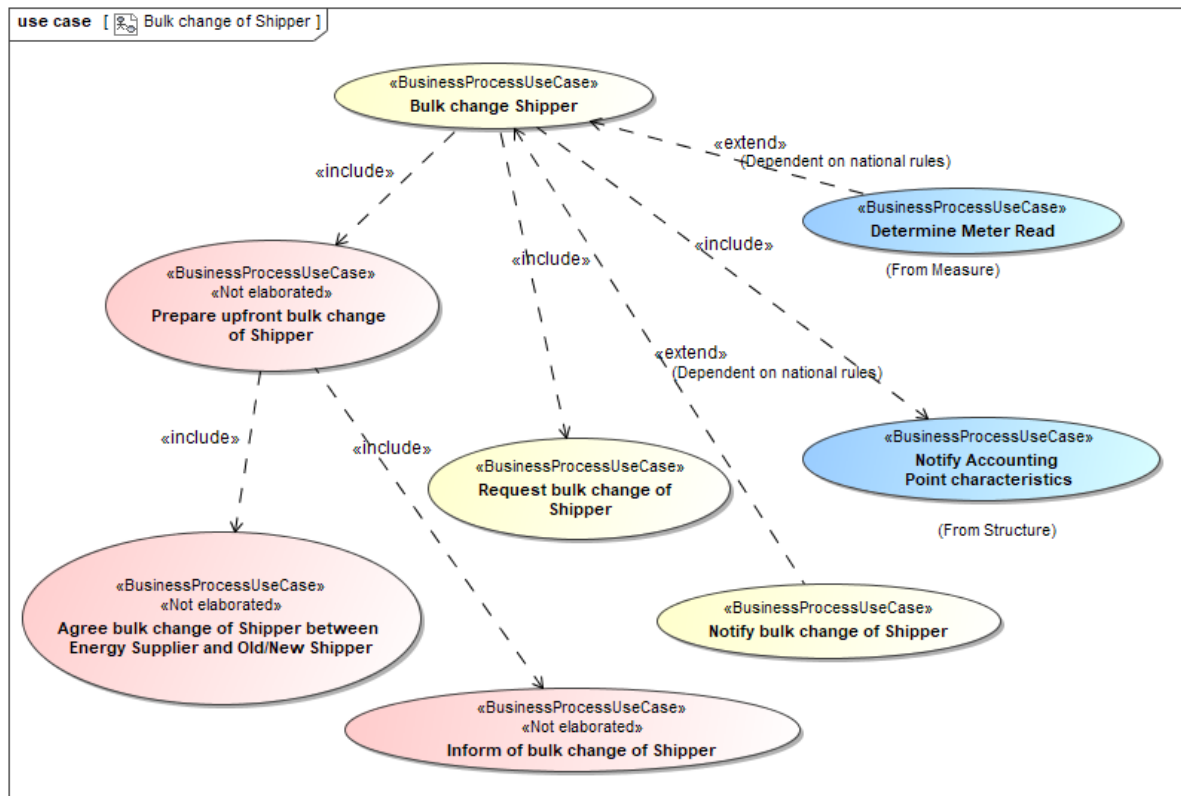 use case [ Bulk change of Shipper ]
«BusinessProcessUseCase»
Bulk change Shipper
«extend»
(Dependent on national rules)
«include»
«BusinessProcessUseCase»
Determine Meter Read
(From Measure)
«include»
«include»
«BusinessProcessUseCase»
«Not elaborated»
Prepare upfront bulk change
of Shipper
«extend»
(Dependent on national rules)
«include»
«include»
«BusinessProcessUseCase»
Notify Accounting
Point characteristics
(From Structure)
«BusinessProcessUseCase»
Request bulk change of
Shipper
«BusinessProcessUseCase»
«Not elaborated»
Agree bulk change of Shipper between
Energy Supplier and Old/New Shipper
«BusinessProcessUseCase»
Notify bulk change of Shipper
«BusinessProcessUseCase»
«Not elaborated»
Inform of bulk change of Shipper